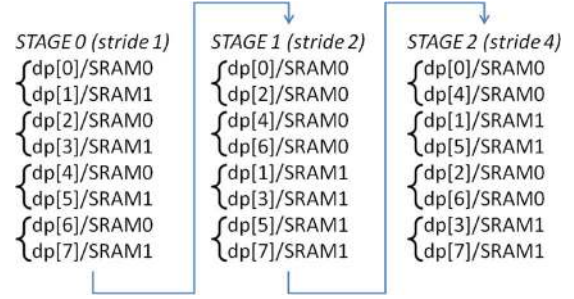 STAGE 0 (stride 1)
dp[0]/SRAM0
dp[1]/SRAM1
dp[2]/SRAM0
dp[3]/SRAM1
dp[4]/SRAM0
dp[5]/SRAM1
dp[6]/SRAM0
dp[7]/SRAM1
STAGE 1 (stride 2)
dp[0]/SRAM0
dp[2]/SRAM0
dp[4]/SRAM0
dp[6]/SRAM0
dp[1]/SRAM1
dp[3]/SRAM1
dp[5]/SRAM1
dp[7]/SRAM1
STAGE 2 (stride 4)
dp[0]/SRAM0
dp[4]/SRAM0
dp[1]/SRAM1
dp[5]/SRAM1
dp[2]/SRAM0
dp[6]/SRAM0
dp[3]/SRAM1
dp[7]/SRAM1